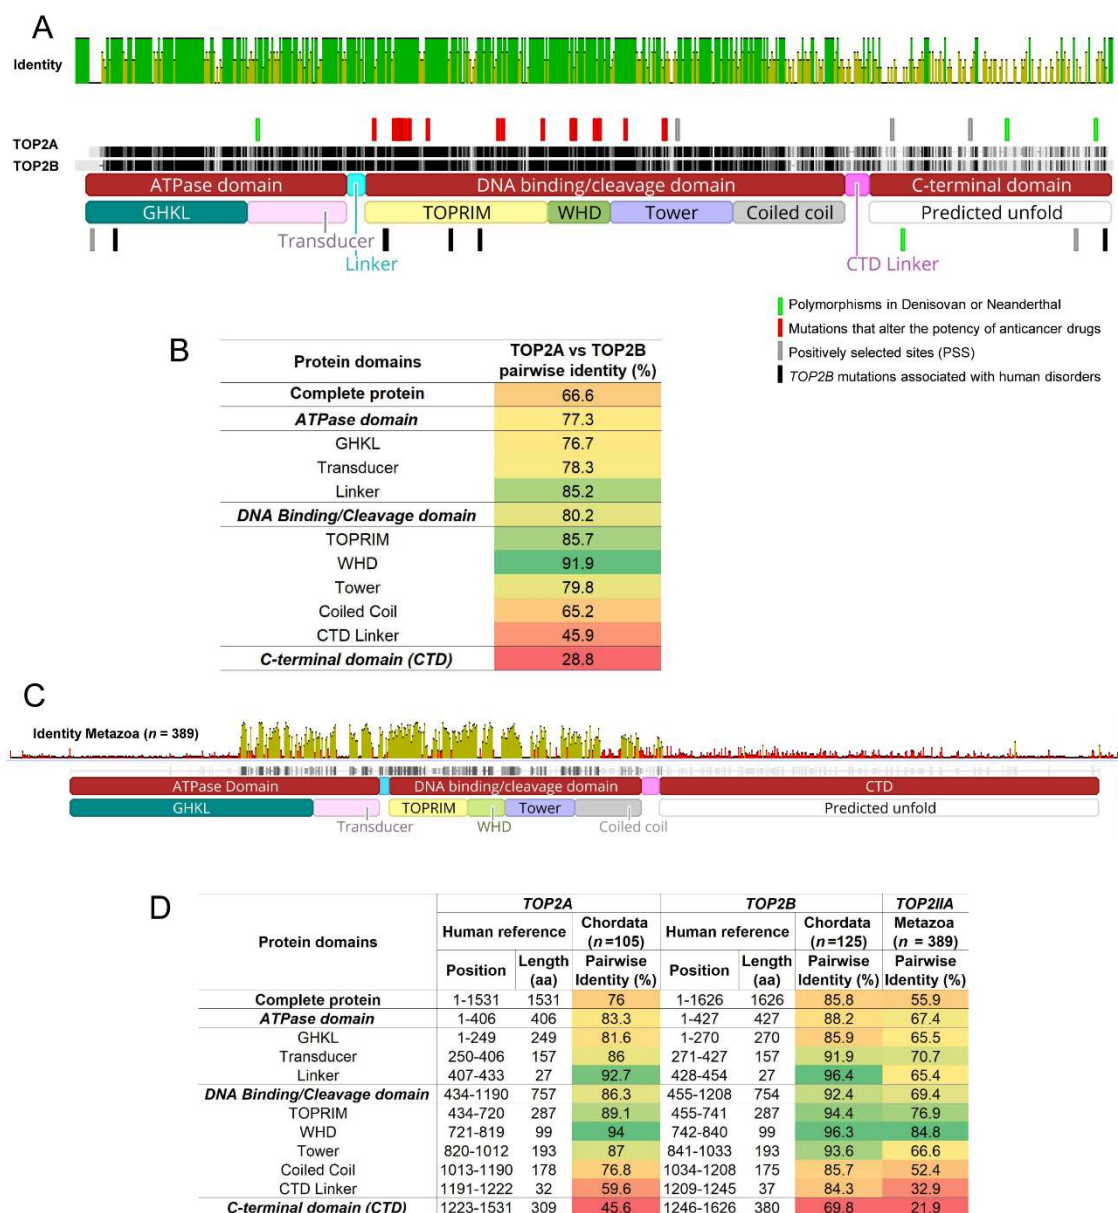 A
Identity
TOP2A
TOP2B
ATPase domain DNA binding/cleavage domain C-terminal domain
GHKL TOPRIM WHD Tower Coiled coil Predicted unfold
Transducer
Linker CTD Linker
Polymorphisms in Denisovan or Neanderthal
Mutations that alter the potency of anticancer drugs
Positively selected sites (PSS)
TOP2B mutations associated with human disorders
B
Protein domains TOP2A vs TOP2B pairwise identity (%)
Complete protein 66.6
ATPase domain 77.3
GHKL 76.7
Transducer 78.3
Linker 85.2
DNA Binding/Cleavage domain 80.2
TOPRIM 85.7
WHD 91.9
Tower 79.8
Coiled Coil 65.2
CTD Linker 45.9
C-terminal domain (CTD) 28.8
C
Identity Metazoa (n = 389)
ATPase Domain DNA binding/cleavage domain CTD
GHKL TOPRIM Tower Predicted unfold
Transducer WHD Coiled coil
D
TOP2A TOP2B TOP2IIA
Protein domains Human reference Chordata (n=105) Human reference Chordata (n=125) Metazoa (n = 389)
Position Length (aa) Pairwise Identity (%) Position Length (aa) Pairwise Identity (%) Pairwise Identity (%)
Complete protein 1-1531 1531 76 1-1626 1626 85.8 55.9
ATPase domain 1-406 406 83.3 1-427 427 88.2 67.4
GHKL 1-249 249 81.6 1-270 270 85.9 65.5
Transducer 250-406 157 86 271-427 157 91.9 70.7
Linker 407-433 27 92.7 428-454 27 96.4 65.4
DNA Binding/Cleavage domain 434-1190 757 86.3 455-1208 754 92.4 69.4
TOPRIM 434-720 287 89.1 455-741 287 94.4 76.9
WHD 721-819 99 94 742-840 99 96.3 84.8
Tower 820-1012 193 87 841-1033 193 93.6 66.6
Coiled Coil 1013-1190 178 76.8 1034-1208 175 85.7 52.4
CTD Linker 1191-1222 32 59.6 1209-1245 37 84.3 32.9
C-terminal domain (CTD) 1223-1531 309 45.6 1246-1626 380 69.8 21.9